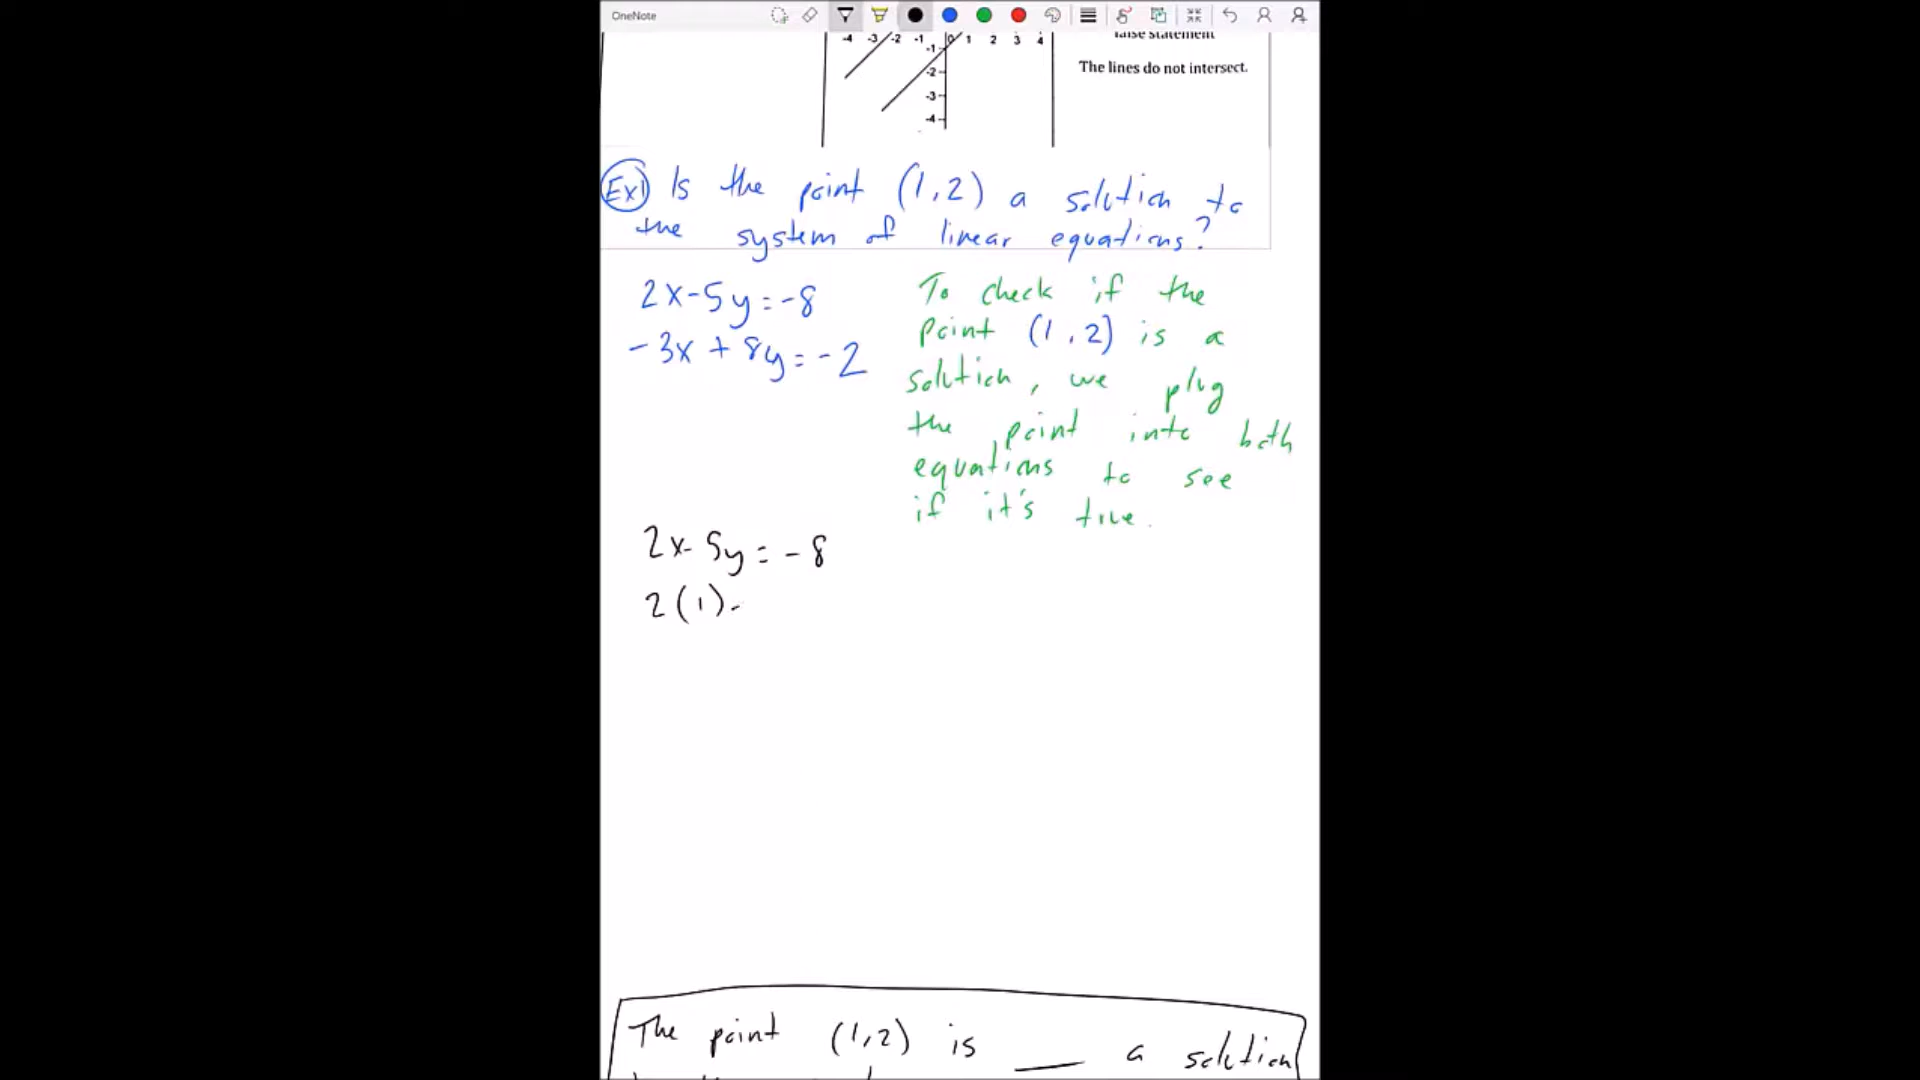 OneNote
-4 -3 -2 -1 0 1 2 3 4
-1
-2
-3
-4
false statement
The lines do not intersect.
Ex1 Is the point (1,2) a solution to
the system of linear equations?
2x-5y=-8
-3x+8y=-2
To check if the
point (1,2) is a
solution, we plug
the point into both
equations to see
if it's true.
2x-5y=-8
2(1)-
The point (1,2) is ___ a solution